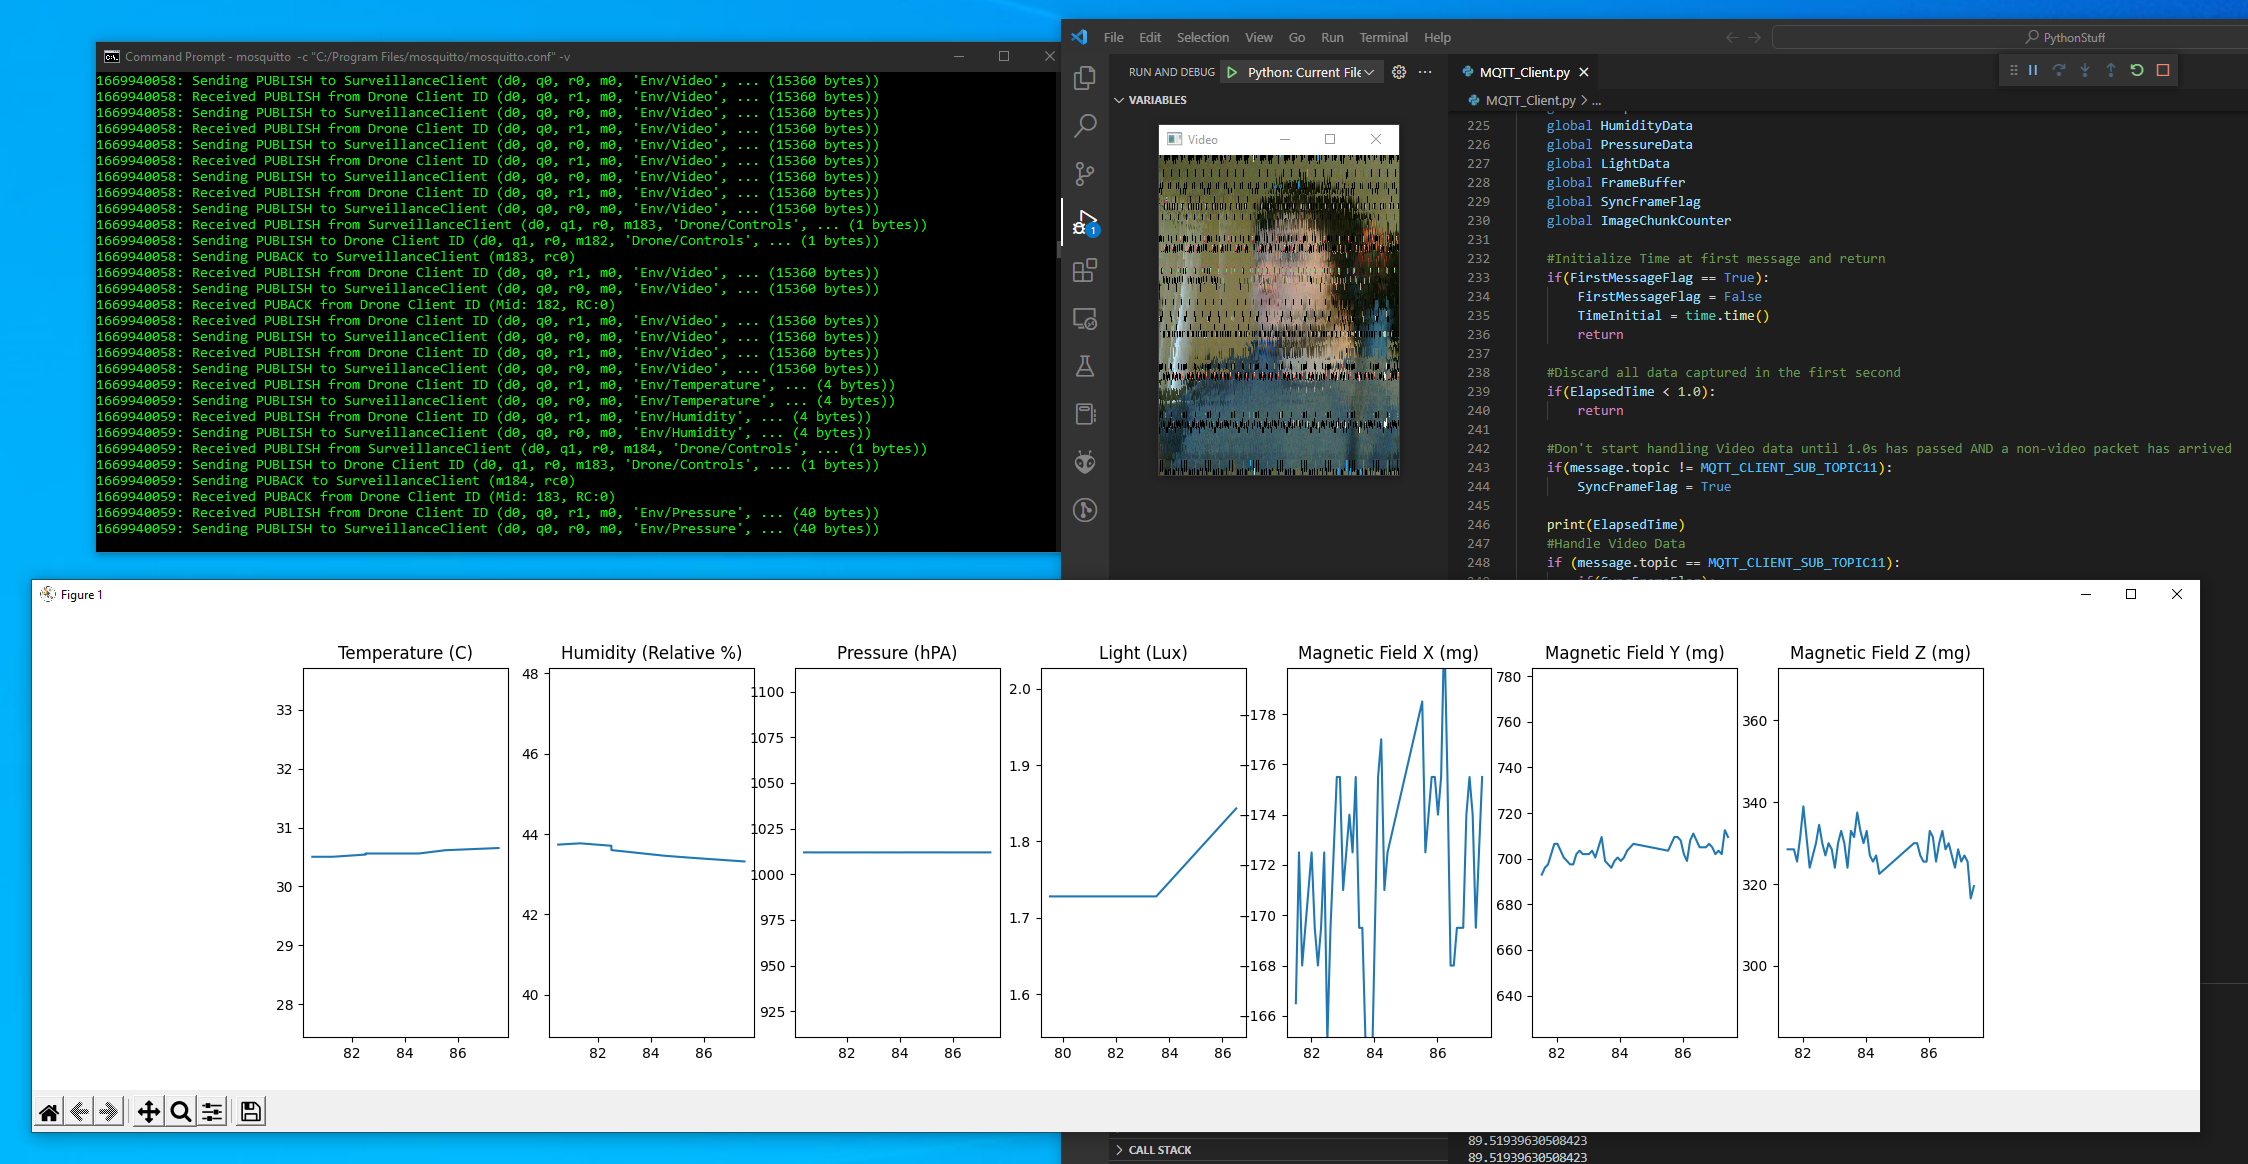 Command Prompt - mosquitto -c "C:/Program Files/mosquitto/mosquitto.conf" -v
1669940058: Sending PUBLISH to SurveillanceClient (d0, q0, r0, m0, 'Env/Video', ... (15360 bytes))
1669940058: Received PUBLISH from Drone Client ID (d0, q0, r1, m0, 'Env/Video', ... (15360 bytes))
1669940058: Sending PUBLISH to SurveillanceClient (d0, q0, r0, m0, 'Env/Video', ... (15360 bytes))
1669940058: Received PUBLISH from Drone Client ID (d0, q0, r1, m0, 'Env/Video', ... (15360 bytes))
1669940058: Sending PUBLISH to SurveillanceClient (d0, q0, r0, m0, 'Env/Video', ... (15360 bytes))
1669940058: Received PUBLISH from Drone Client ID (d0, q0, r1, m0, 'Env/Video', ... (15360 bytes))
1669940058: Sending PUBLISH to SurveillanceClient (d0, q0, r0, m0, 'Env/Video', ... (15360 bytes))
1669940058: Received PUBLISH from Drone Client ID (d0, q0, r1, m0, 'Env/Video', ... (15360 bytes))
1669940058: Sending PUBLISH to SurveillanceClient (d0, q0, r0, m0, 'Env/Video', ... (15360 bytes))
1669940058: Received PUBLISH from SurveillanceClient (d0, q1, r0, m183, 'Drone/Controls', ... (1 bytes))
1669940058: Sending PUBLISH to Drone Client ID (d0, q1, r0, m182, 'Drone/Controls', ... (1 bytes))
1669940058: Sending PUBACK to SurveillanceClient (m183, rc0)
1669940058: Received PUBLISH from Drone Client ID (d0, q0, r1, m0, 'Env/Video', ... (15360 bytes))
1669940058: Sending PUBLISH to SurveillanceClient (d0, q0, r0, m0, 'Env/Video', ... (15360 bytes))
1669940058: Received PUBACK from Drone Client ID (Mid: 182, RC:0)
1669940058: Received PUBLISH from Drone Client ID (d0, q0, r1, m0, 'Env/Video', ... (15360 bytes))
1669940058: Sending PUBLISH to SurveillanceClient (d0, q0, r0, m0, 'Env/Video', ... (15360 bytes))
1669940058: Received PUBLISH from Drone Client ID (d0, q0, r1, m0, 'Env/Video', ... (15360 bytes))
1669940058: Sending PUBLISH to SurveillanceClient (d0, q0, r0, m0, 'Env/Video', ... (15360 bytes))
1669940059: Received PUBLISH from Drone Client ID (d0, q0, r1, m0, 'Env/Temperature', ... (4 bytes))
1669940059: Sending PUBLISH to SurveillanceClient (d0, q0, r0, m0, 'Env/Temperature', ... (4 bytes))
1669940059: Received PUBLISH from Drone Client ID (d0, q0, r1, m0, 'Env/Humidity', ... (4 bytes))
1669940059: Sending PUBLISH to SurveillanceClient (d0, q0, r0, m0, 'Env/Humidity', ... (4 bytes))
1669940059: Received PUBLISH from SurveillanceClient (d0, q1, r0, m184, 'Drone/Controls', ... (1 bytes))
1669940059: Sending PUBLISH to Drone Client ID (d0, q1, r0, m183, 'Drone/Controls', ... (1 bytes))
1669940059: Sending PUBACK to SurveillanceClient (m184, rc0)
1669940059: Received PUBACK from Drone Client ID (Mid: 183, RC:0)
1669940059: Received PUBLISH from Drone Client ID (d0, q0, r1, m0, 'Env/Pressure', ... (40 bytes))
1669940059: Sending PUBLISH to SurveillanceClient (d0, q0, r0, m0, 'Env/Pressure', ... (40 bytes))
File Edit Selection View Go Run Terminal Help
PythonStuff
RUN AND DEBUG Python: Current File
VARIABLES
1
Video
MQTT_Client.py
MQTT_Client.py > ...
225 global HumidityData
226 global PressureData
227 global LightData
228 global FrameBuffer
229 global SyncFrameFlag
230 global ImageChunkCounter
231
232 #Initialize Time at first message and return
233 if(FirstMessageFlag == True):
234 FirstMessageFlag = False
235 TimeInitial = time.time()
236 return
237
238 #Discard all data captured in the first second
239 if(ElapsedTime < 1.0):
240 return
241
242 #Don't start handling Video data until 1.0s has passed AND a non-video packet has arrived
243 if(message.topic != MQTT_CLIENT_SUB_TOPIC11):
244 SyncFrameFlag = True
245
246 print(ElapsedTime)
247 #Handle Video Data
248 if (message.topic == MQTT_CLIENT_SUB_TOPIC11):
Figure 1
Temperature (C)
33
32
31
30
29
28
82 84 86
Humidity (Relative %)
48
46
44
42
40
82 84 86
Pressure (hPA)
1100
1075
1050
1025
1000
975
950
925
82 84 86
Light (Lux)
2.0
1.9
1.8
1.7
1.6
80 82 84 86
Magnetic Field X (mg)
−178
−176
−174
−172
−170
−168
−166
82 84 86
Magnetic Field Y (mg)
780
760
740
720
700
680
660
640
82 84 86
Magnetic Field Z (mg)
360
340
320
300
82 84 86
CALL STACK
89.51939630508423
89.51939630508423